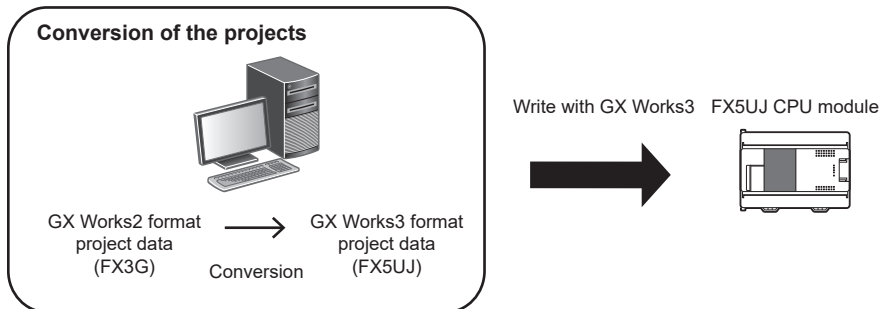 Conversion of the projects
Write with GX Works3
FX5UJ CPU module
GX Works2 format
project data
(FX3G)
Conversion
GX Works3 format
project data
(FX5UJ)